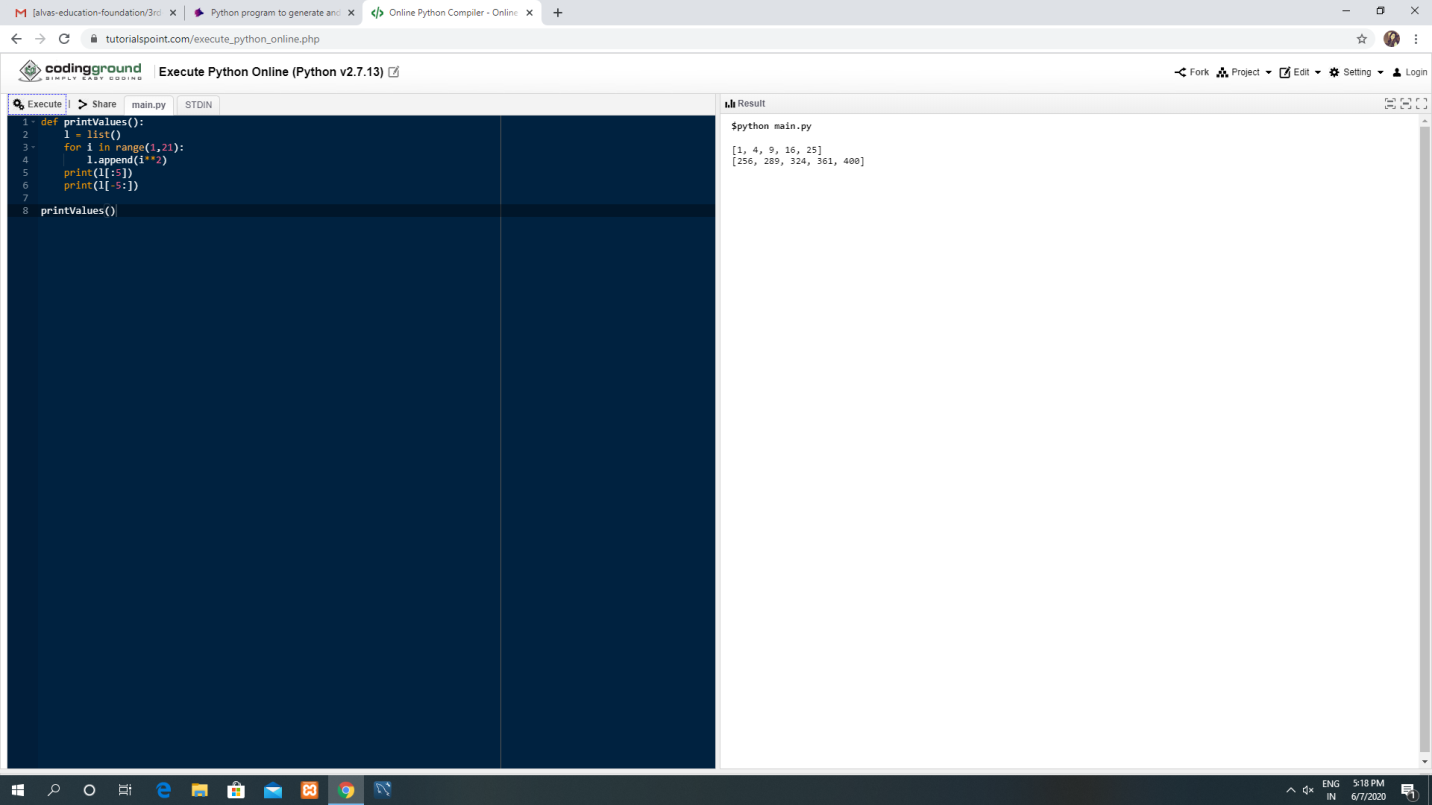 [alvas-education-foundation/3rd
Python program to generate and
Online Python Compiler - Online
tutorialspoint.com/execute_python_online.php
codingground
SIMPLY EASY CODING
Execute Python Online (Python v2.7.13)
Fork
Project
Edit
Setting
Login
Execute
| Share
main.py
STDIN
1 def printValues():
2     l = list()
3     for i in range(1,21):
4         l.append(i**2)
5     print(l[:5])
6     print(l[-5:])
7
8 printValues()
Result
$python main.py
[1, 4, 9, 16, 25]
[256, 289, 324, 361, 400]
ENG
IN
5:18 PM
6/7/2020
1